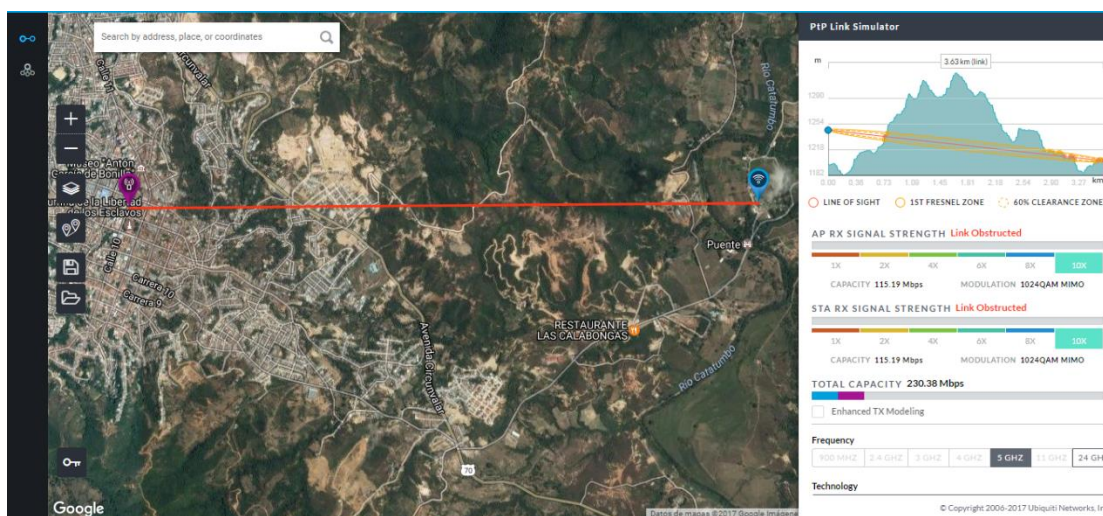 Search by address, place, or coordinates
Calle 11
Circunvalar
Rio Catatumbo
Museo "Anton
García de Bonilla"
de la Libertad
de los Esclavos
Calle 10
Carrera 10
Carrera 9
Avenida Circunvalar
Puente
RESTAURANTE
LAS CALABONGAS
Rio Catatumbo
70
Google
Datos de mapas ©2017 Google Imágene
PtP Link Simulator
m
3.63 km (link)
1290
1254
1218
1182
0.00 0.36 0.73 1.09 1.45 1.82 2.18 2.54 2.90 3.27
km
LINE OF SIGHT 1ST FRESNEL ZONE 60% CLEARANCE ZONE
AP RX SIGNAL STRENGTH Link Obstructed
1X 2X 4X 6X 8X 10X
CAPACITY 115.19 Mbps MODULATION 1024QAM MIMO
STA RX SIGNAL STRENGTH Link Obstructed
1X 2X 4X 6X 8X 10X
CAPACITY 115.19 Mbps MODULATION 1024QAM MIMO
TOTAL CAPACITY 230.38 Mbps
Enhanced TX Modeling
Frequency
900 MHZ 2.4 GHZ 3 GHZ 4 GHZ 5 GHZ 11 GHZ 24 GH
Technology
© Copyright 2006-2017 Ubiquiti Networks, In